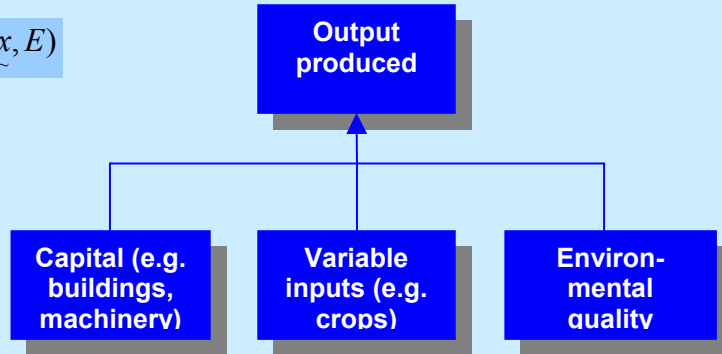 x, E)
~
Output
produced
Capital (e.g.
buildings,
machinery)
Variable
inputs (e.g.
crops)
Environ-
mental
quality